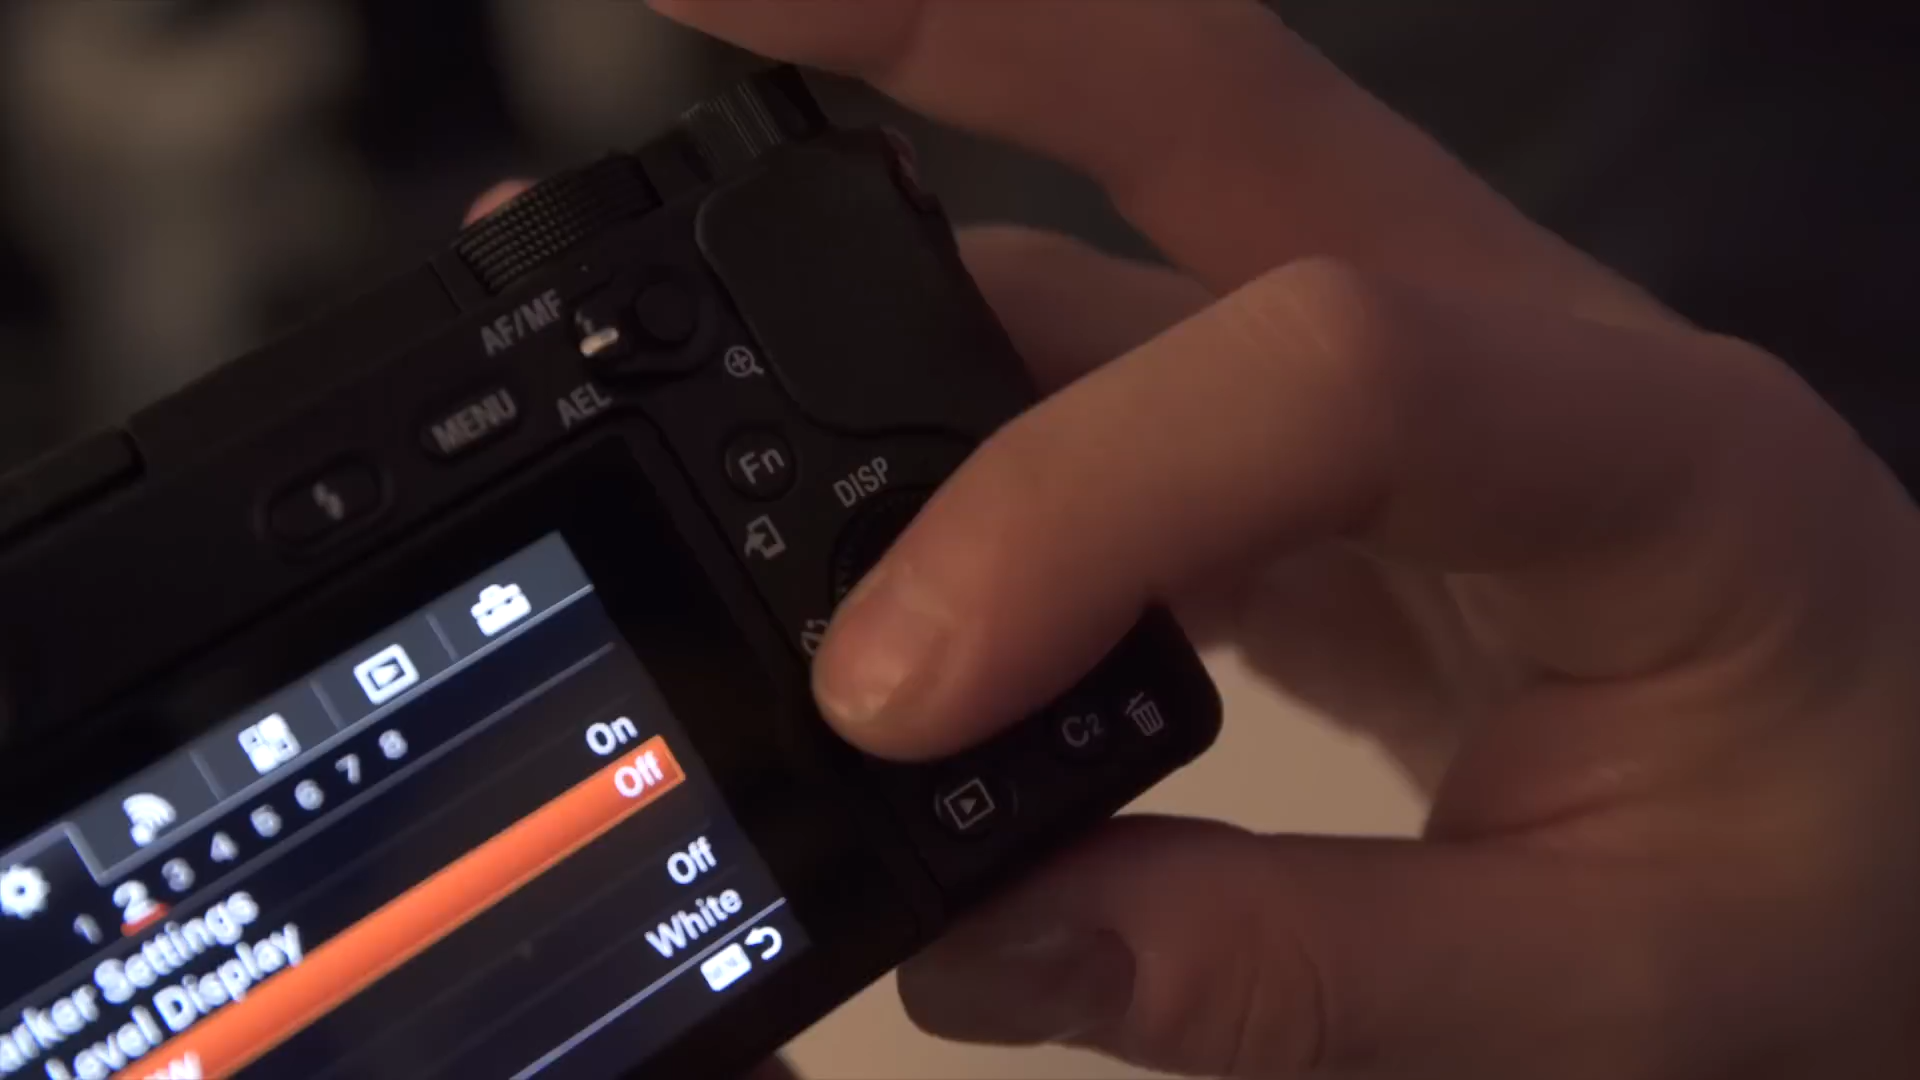 AF/MF
AEL
MENU
Fn
DISP
C2
1 2 3 4 5 6 7 8
On
Settings
Off
Level Display
Off
White